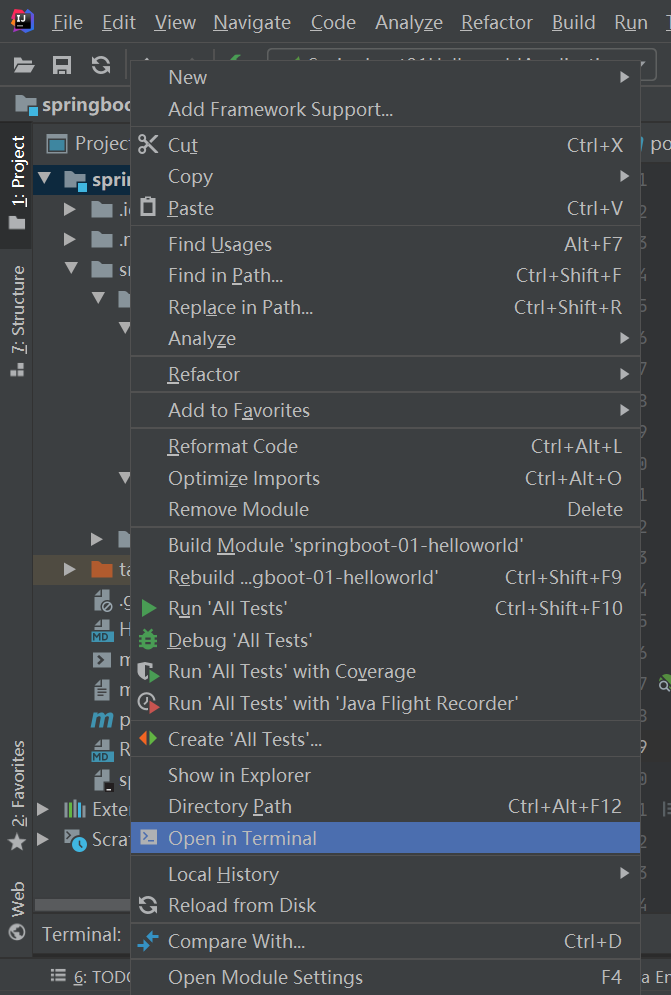 File Edit View Navigate Code Analyze Refactor Build Run
New
Add Framework Support...
1: Project
Cut Ctrl+X
Copy
Paste Ctrl+V
Find Usages Alt+F7
Find in Path... Ctrl+Shift+F
7: Structure
Replace in Path... Ctrl+Shift+R
Analyze
Refactor
Add to Favorites
Reformat Code Ctrl+Alt+L
Optimize Imports Ctrl+Alt+O
Remove Module Delete
Build Module 'springboot-01-helloworld'
Rebuild ...gboot-01-helloworld' Ctrl+Shift+F9
Run 'All Tests' Ctrl+Shift+F10
MD
Debug 'All Tests'
Run 'All Tests' with Coverage
Run 'All Tests' with 'Java Flight Recorder'
Create 'All Tests'...
MD
Show in Explorer
2: Favorites
Directory Path Ctrl+Alt+F12
Open in Terminal
Local History
Web
Reload from Disk
Terminal:
Compare With... Ctrl+D
6: TODO
Open Module Settings F4